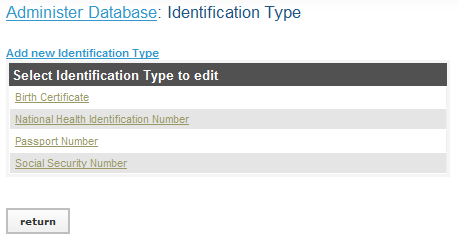 Administer Database: Identification Type
Add new Identification Type
Select Identification Type to edit
Birth Certificate
National Health Identification Number
Passport Number
Social Security Number
return